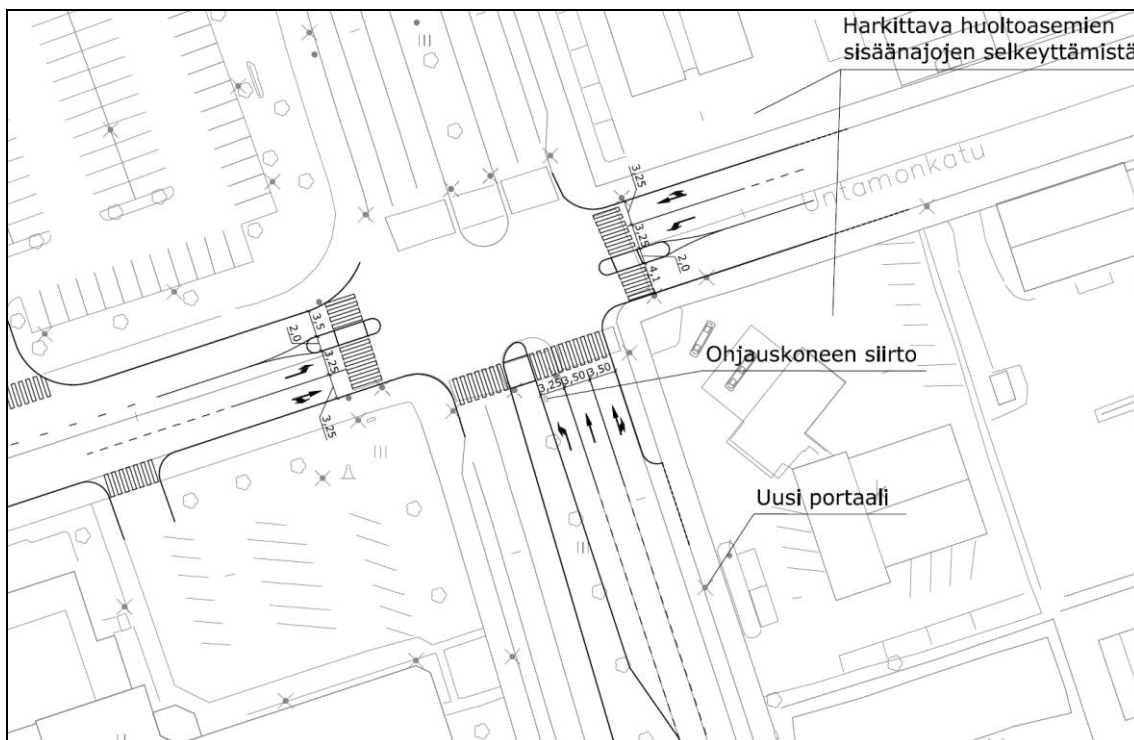 Harkittava huoltoasemien
sisäänajojen selkeyttämistä
Untamonkatu
3,25
3,25
2,0
4,1
3,5
2,0
3,25
3,25
Ohjauskoneen siirto
3,25
3,50
3,50
Uusi portaali